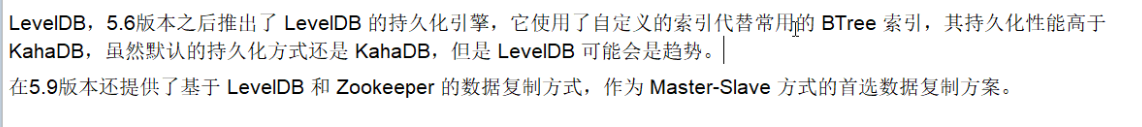 LevelDB，5.6版本之后推出了 LevelDB 的持久化引擎，它使用了自定义的索引代替常用的 BTree 索引，其持久化性能高于
KahaDB，虽然默认的持久化方式还是 KahaDB，但是 LevelDB 可能会是趋势。
在5.9版本还提供了基于 LevelDB 和 Zookeeper 的数据复制方式，作为 Master-Slave 方式的首选数据复制方案。